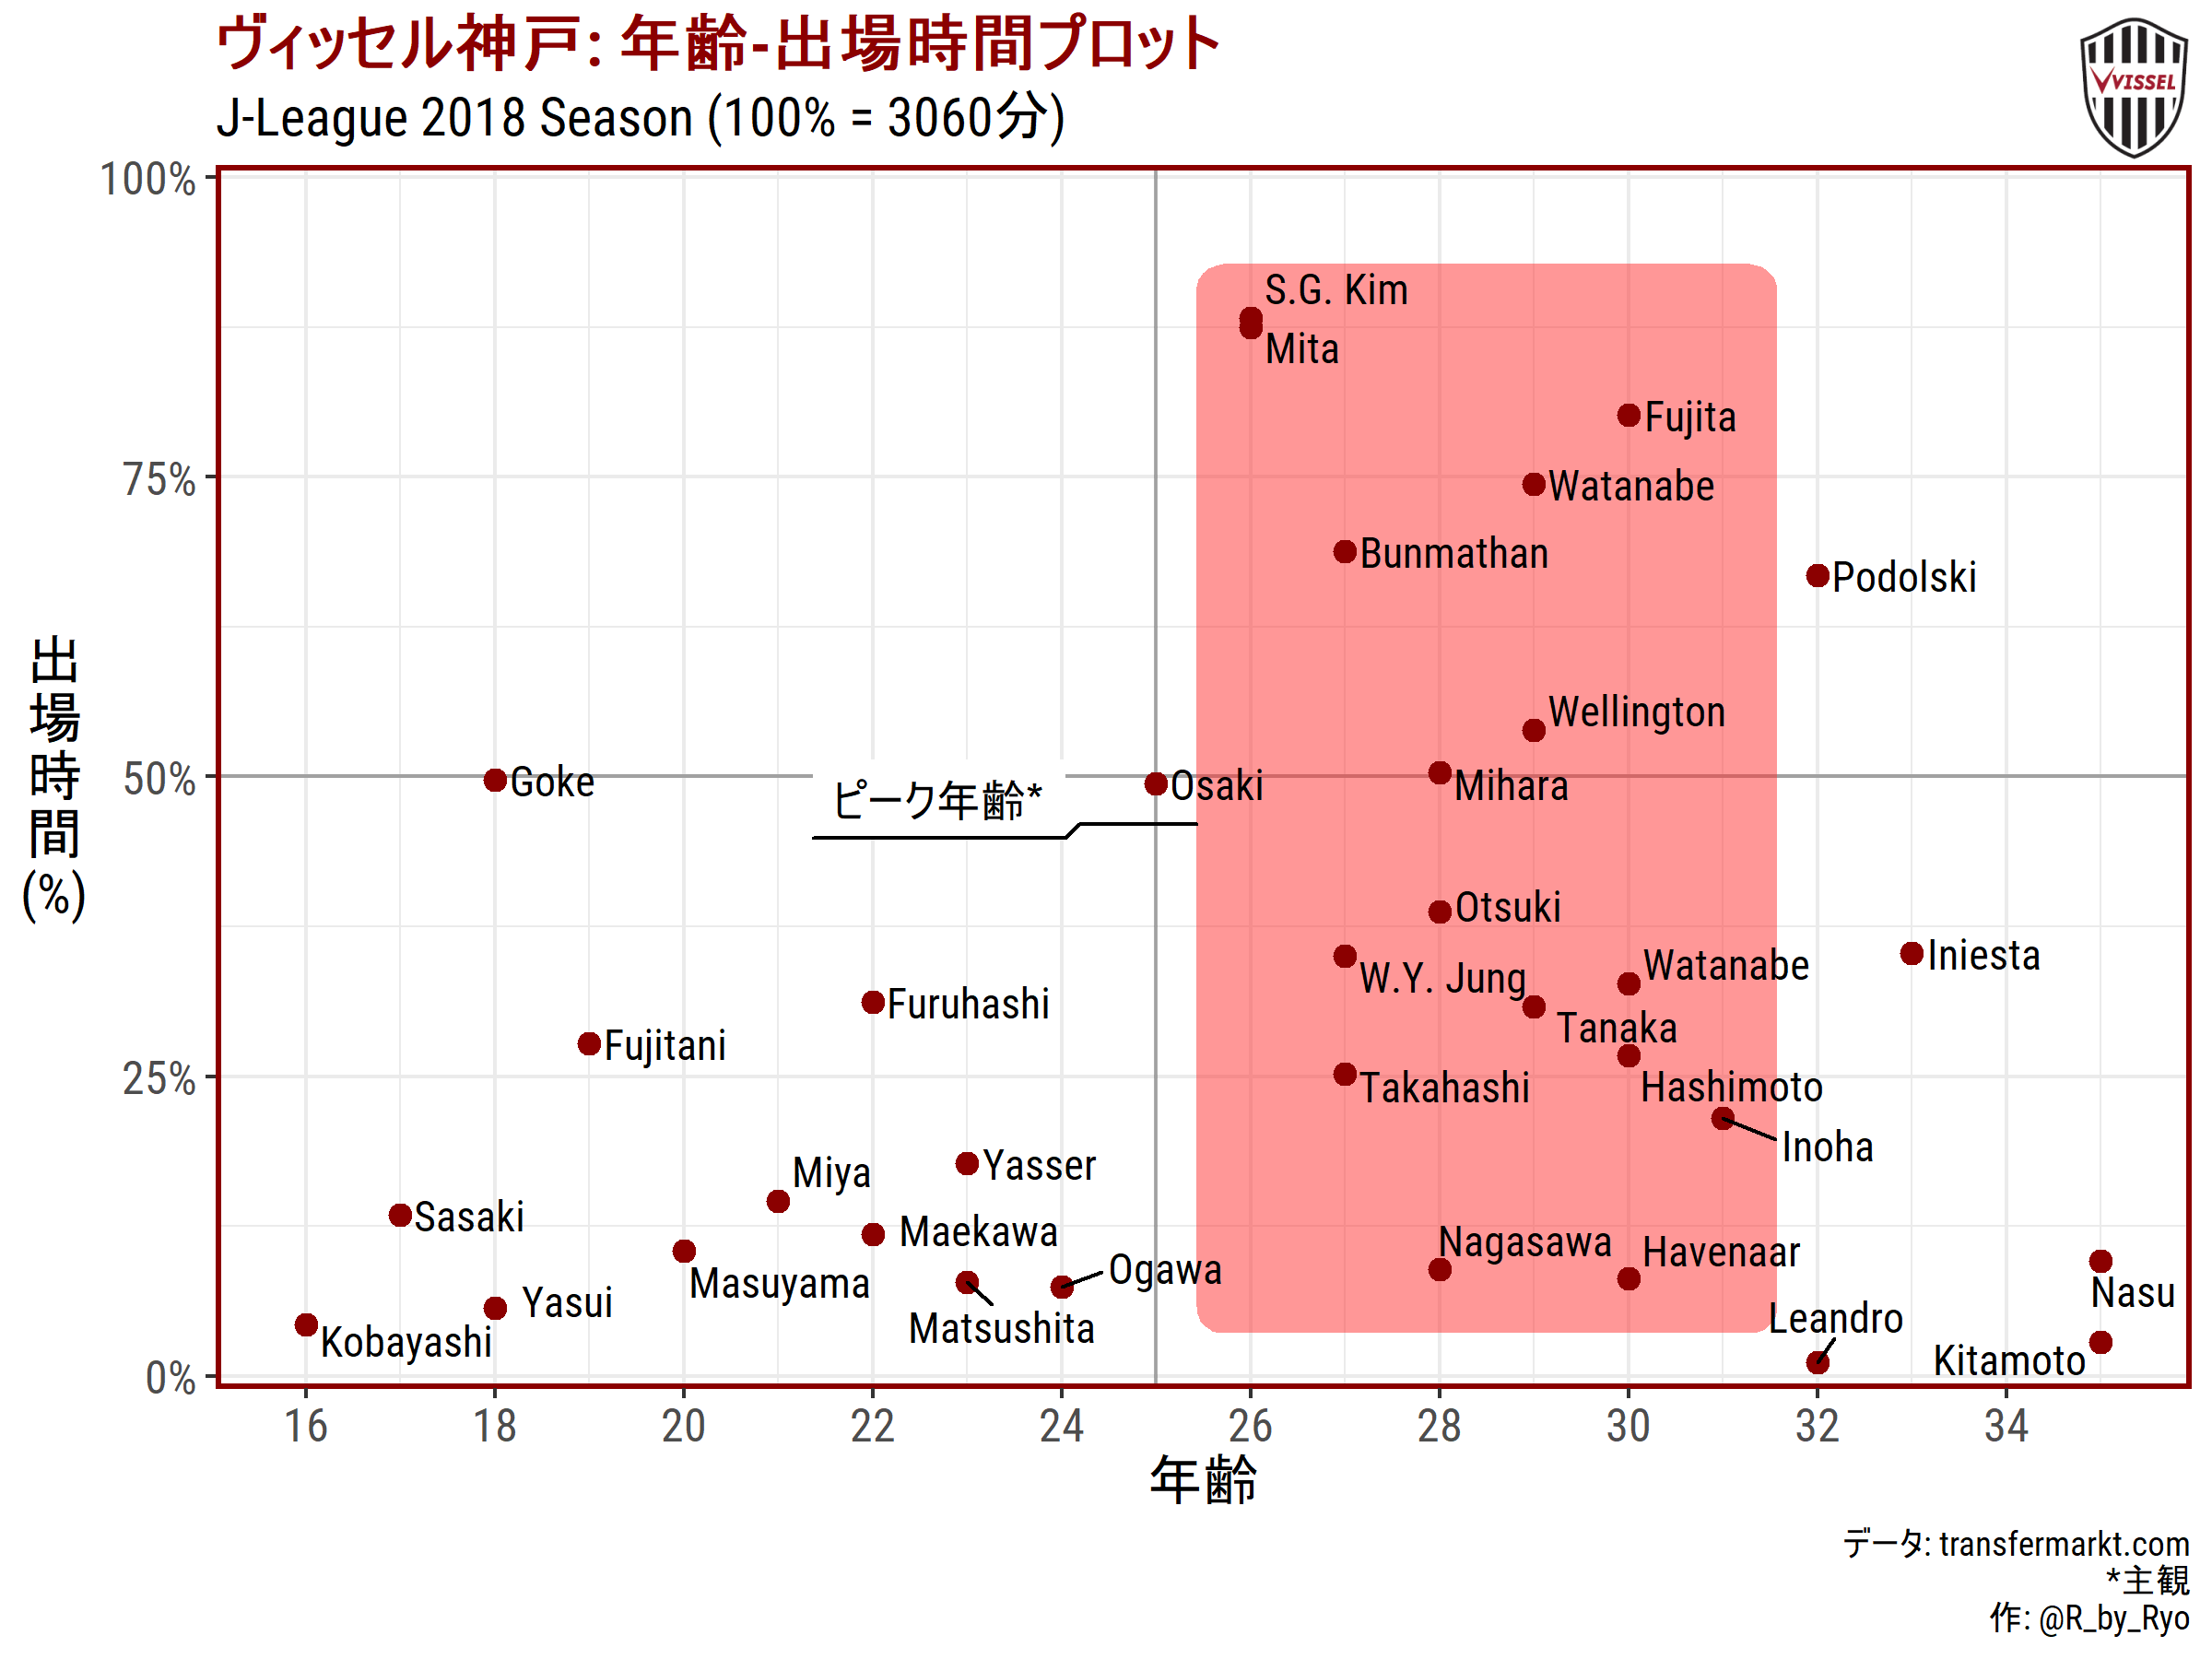 ヴィッセル神戸: 年齢-出場時間プロット
J-League 2018 Season (100% = 3060分)
VISSEL
100%
75%
50%
25%
0%
出場時間(%)
S.G. Kim
Mita
Fujita
Watanabe
Bunmathan
Podolski
Wellington
Goke
ピーク年齢*
Osaki
Mihara
Otsuki
W.Y. Jung
Watanabe
Iniesta
Furuhashi
Tanaka
Fujitani
Takahashi
Hashimoto
Inoha
Miya
Yasser
Sasaki
Maekawa
Masuyama
Ogawa
Nagasawa
Havenaar
Nasu
Yasui
Matsushita
Leandro
Kobayashi
Kitamoto
16 18 20 22 24 26 28 30 32 34
年齢
データ: transfermarkt.com
*主観
作: @R_by_Ryo